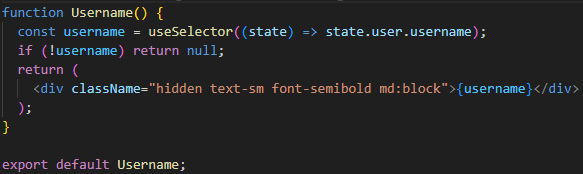 function Username() {
  const username = useSelector((state) => state.user.username);
  if (!username) return null;
  return (
    <div className="hidden text-sm font-semibold md:block">{username}</div>
  );
}

export default Username;